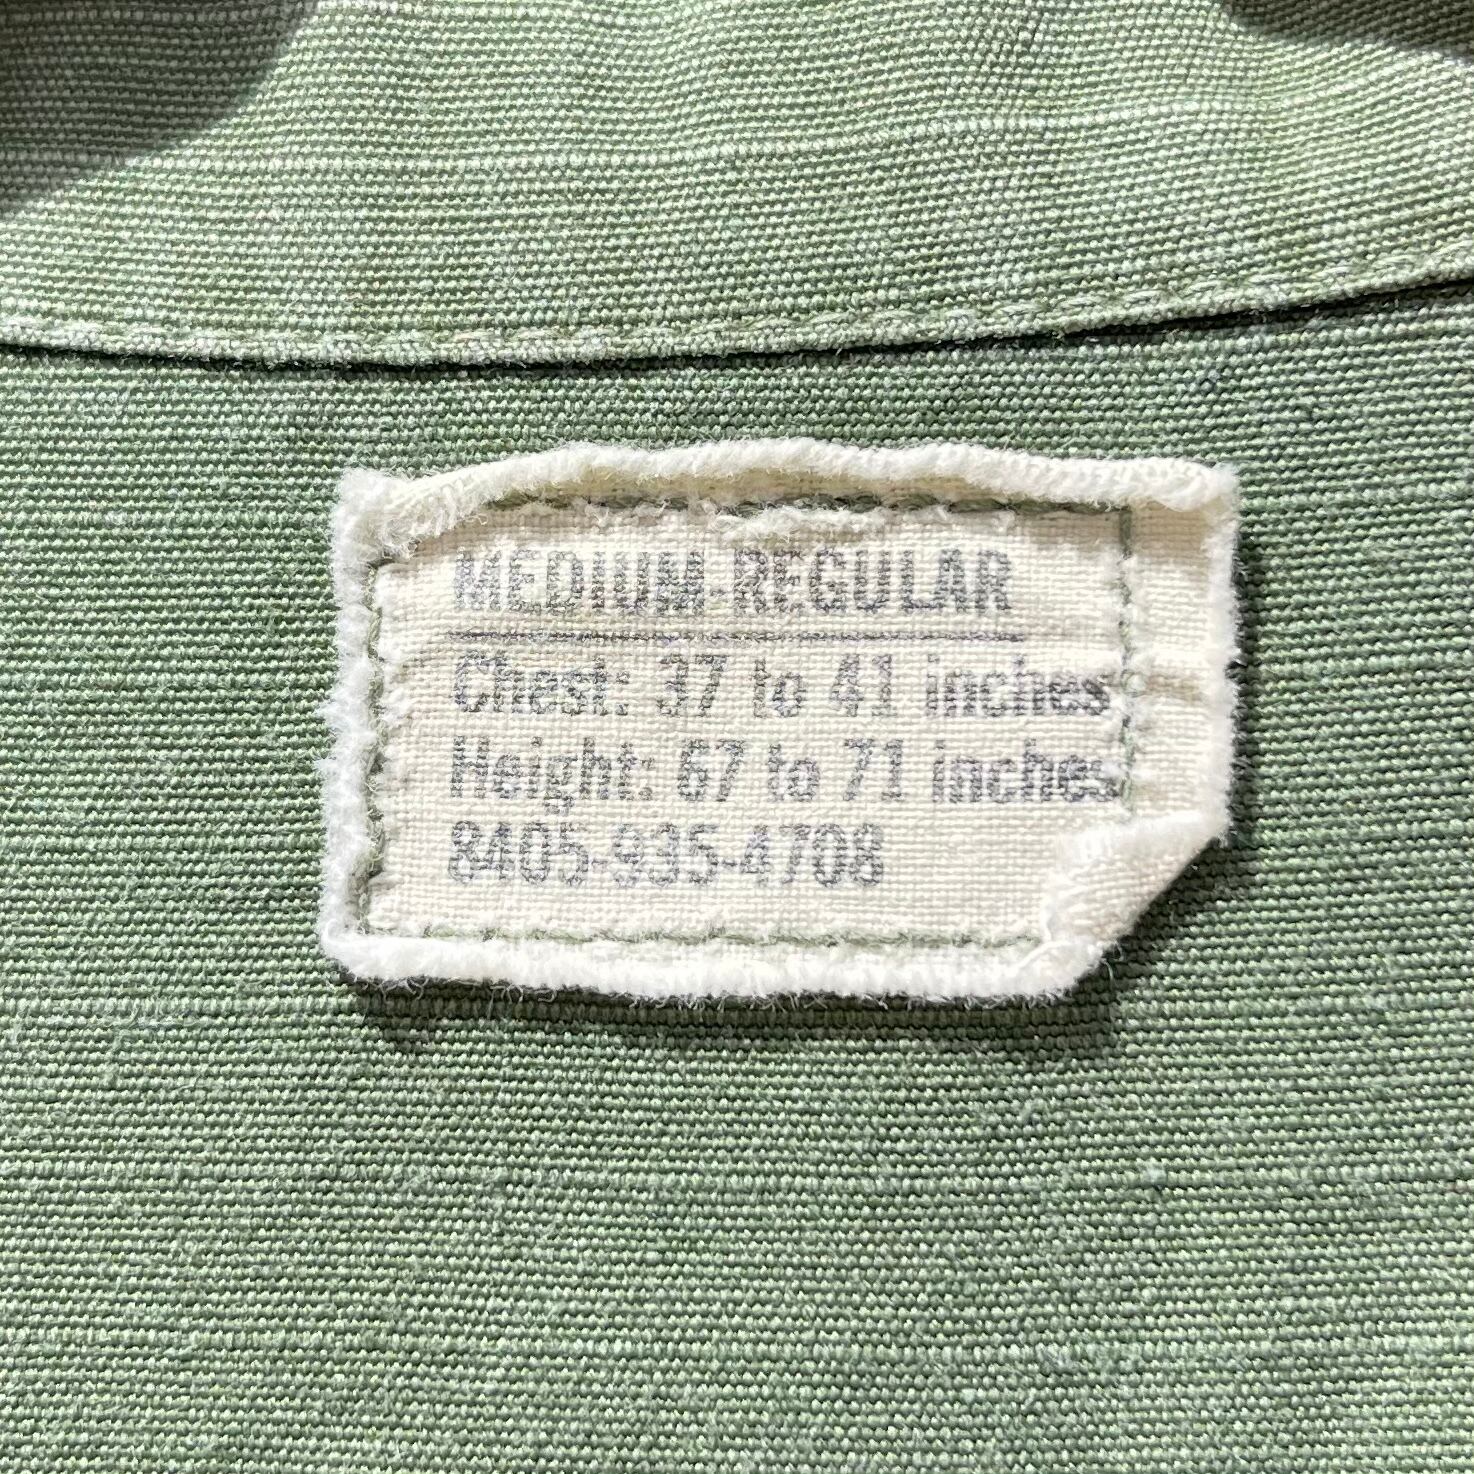 MEDIUM-REGULAR
Chest: 37 to 41 inches
Height: 67 to 71 inches
8405-935-4708